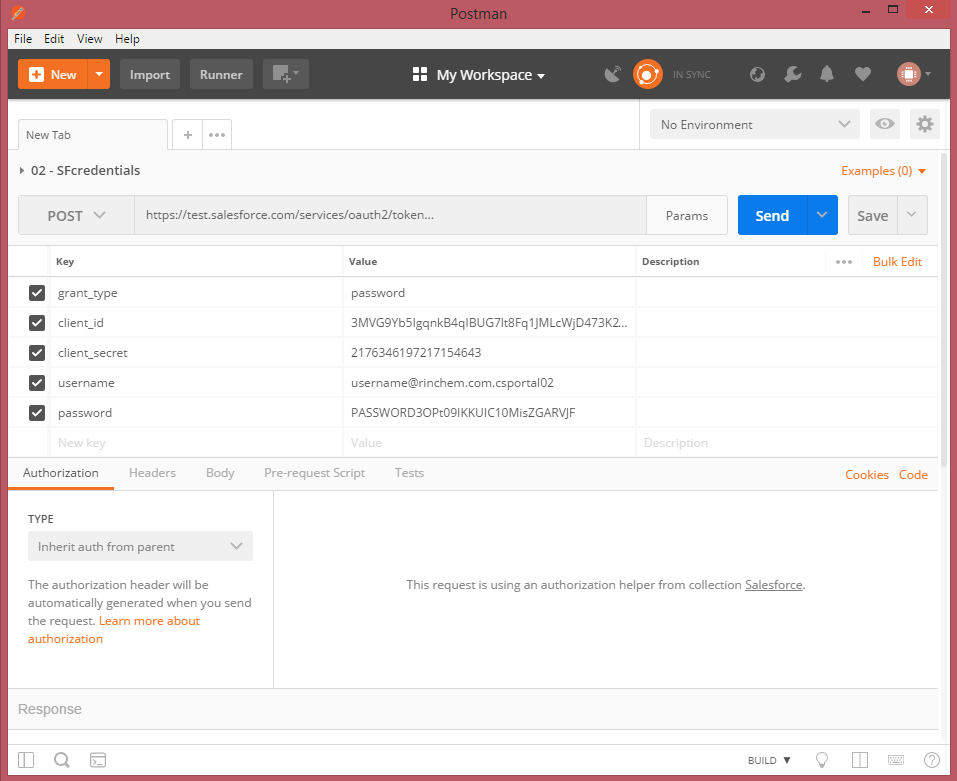 Postman
File Edit View Help
New Import Runner My Workspace IN SYNC
New Tab + ••• No Environment
02 - SFcredentials Examples (0)
POST https://test.salesforce.com/services/oauth2/token... Params Send Save
Key Value Description ••• Bulk Edit
grant_type password
client_id 3MVG9Yb5IgqnkB4qIBUG7lt8Fq1JMLcWjD473K2...
client_secret 2176346197217154643
username username@rinchem.com.csportal02
password PASSWORD3OPt09IKKUIC10MisZGARVJF
New key Value Description
Authorization Headers Body Pre-request Script Tests Cookies Code
TYPE
Inherit auth from parent
The authorization header will be
automatically generated when you send
the request. Learn more about
authorization
This request is using an authorization helper from collection Salesforce.
Response
BUILD